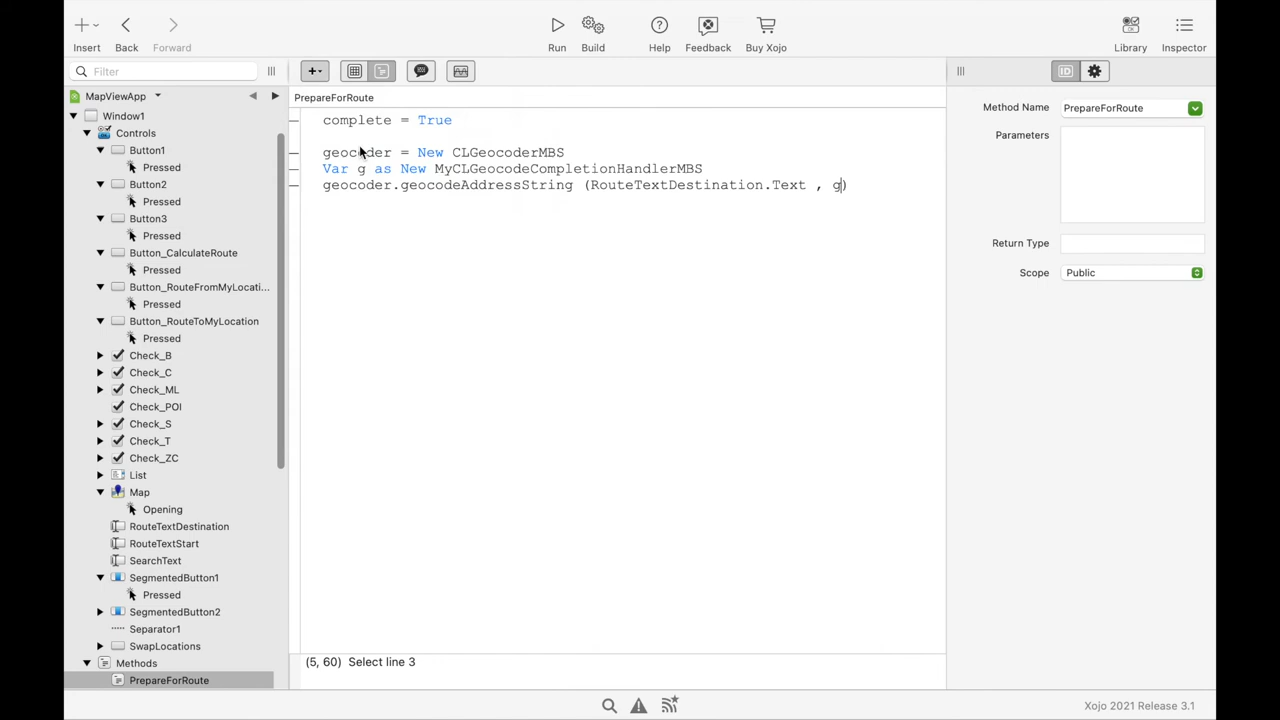 Insert
Back
Forward
Run
Build
Help
Feedback
Buy Xojo
Library
Inspector
Filter
MapViewApp
Window1
Controls
Button1
Pressed
Button2
Pressed
Button3
Pressed
Button_CalculateRoute
Pressed
Button_RouteFromMyLocati...
Pressed
Button_RouteToMyLocation
Pressed
Check_B
Check_C
Check_ML
Check_POI
Check_S
Check_T
Check_ZC
List
Map
Opening
RouteTextDestination
RouteTextStart
SearchText
SegmentedButton1
Pressed
SegmentedButton2
Separator1
SwapLocations
Methods
PrepareForRoute
PrepareForRoute
complete = True
geocoder = New CLGeocoderMBS
Var g as New MyCLGeocodeCompletionHandlerMBS
geocoder.geocodeAddressString (RouteTextDestination.Text , g)
(5, 60) Select line 3
ID
Method Name PrepareForRoute
Parameters
Return Type
Scope Public
Xojo 2021 Release 3.1